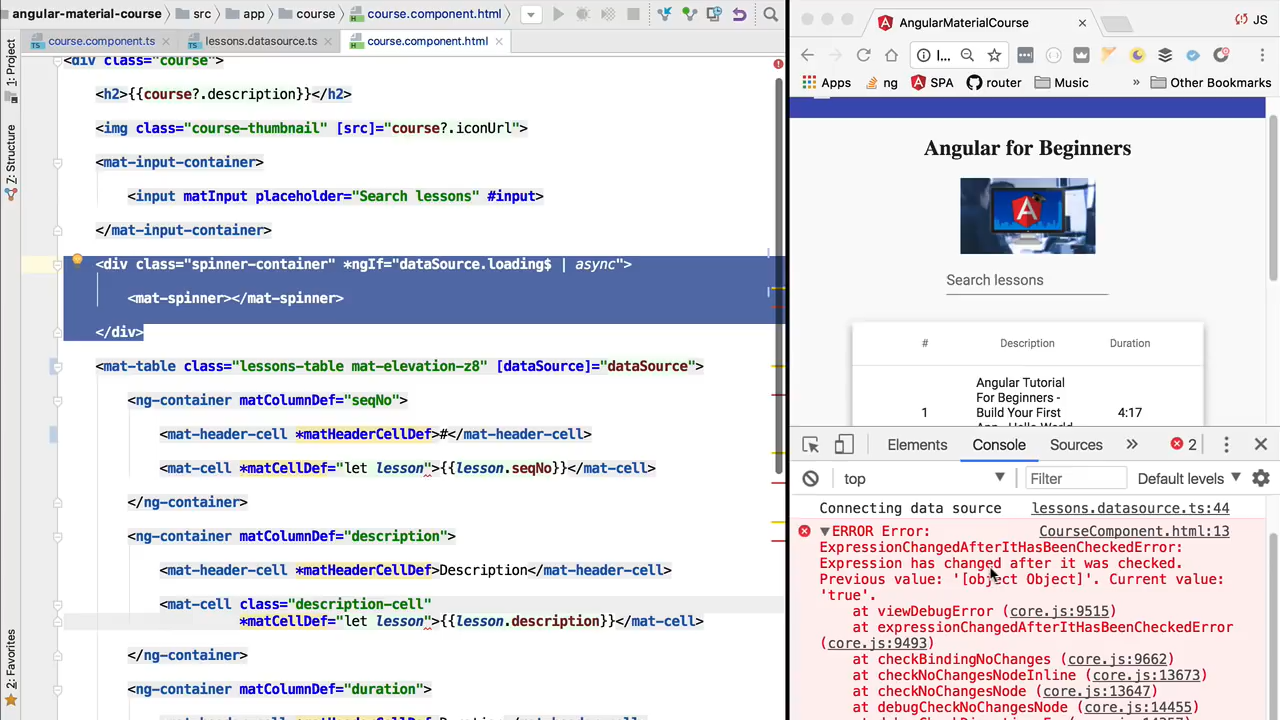 angular-material-course
src
app
course
course.component.html
course.component.ts
lessons.datasource.ts
course.component.html
1: Project
7: Structure
2: Favorites
<div class="course">
<h2>{{course?.description}}</h2>
<img class="course-thumbnail" [src]="course?.iconUrl">
<mat-input-container>
<input matInput placeholder="Search lessons" #input>
</mat-input-container>
<div class="spinner-container" *ngIf="dataSource.loading$ | async">
<mat-spinner></mat-spinner>
</div>
<mat-table class="lessons-table mat-elevation-z8" [dataSource]="dataSource">
<ng-container matColumnDef="seqNo">
<mat-header-cell *matHeaderCellDef>#</mat-header-cell>
<mat-cell *matCellDef="let lesson">{{lesson.seqNo}}</mat-cell>
</ng-container>
<ng-container matColumnDef="description">
<mat-header-cell *matHeaderCellDef>Description</mat-header-cell>
<mat-cell class="description-cell"
*matCellDef="let lesson">{{lesson.description}}</mat-cell>
</ng-container>
<ng-container matColumnDef="duration">
AngularMaterialCourse
JS
Apps
ng
SPA
router
Music
»
Other Bookmarks
Angular for Beginners
Search lessons
# Description Duration
Angular Tutorial
For Beginners -
1 Build Your First 4:17
Elements Console Sources 2
top Filter Default levels
Connecting data source lessons.datasource.ts:44
ERROR Error: CourseComponent.html:13
ExpressionChangedAfterItHasBeenCheckedError:
Expression has changed after it was checked.
Previous value: '[object Object]'. Current value:
'true'.
at viewDebugError (core.js:9515)
at expressionChangedAfterItHasBeenCheckedError
(core.js:9493)
at checkBindingNoChanges (core.js:9662)
at checkNoChangesNodeInline (core.js:13673)
at checkNoChangesNode (core.js:13647)
at debugCheckNoChangesNode (core.js:14455)